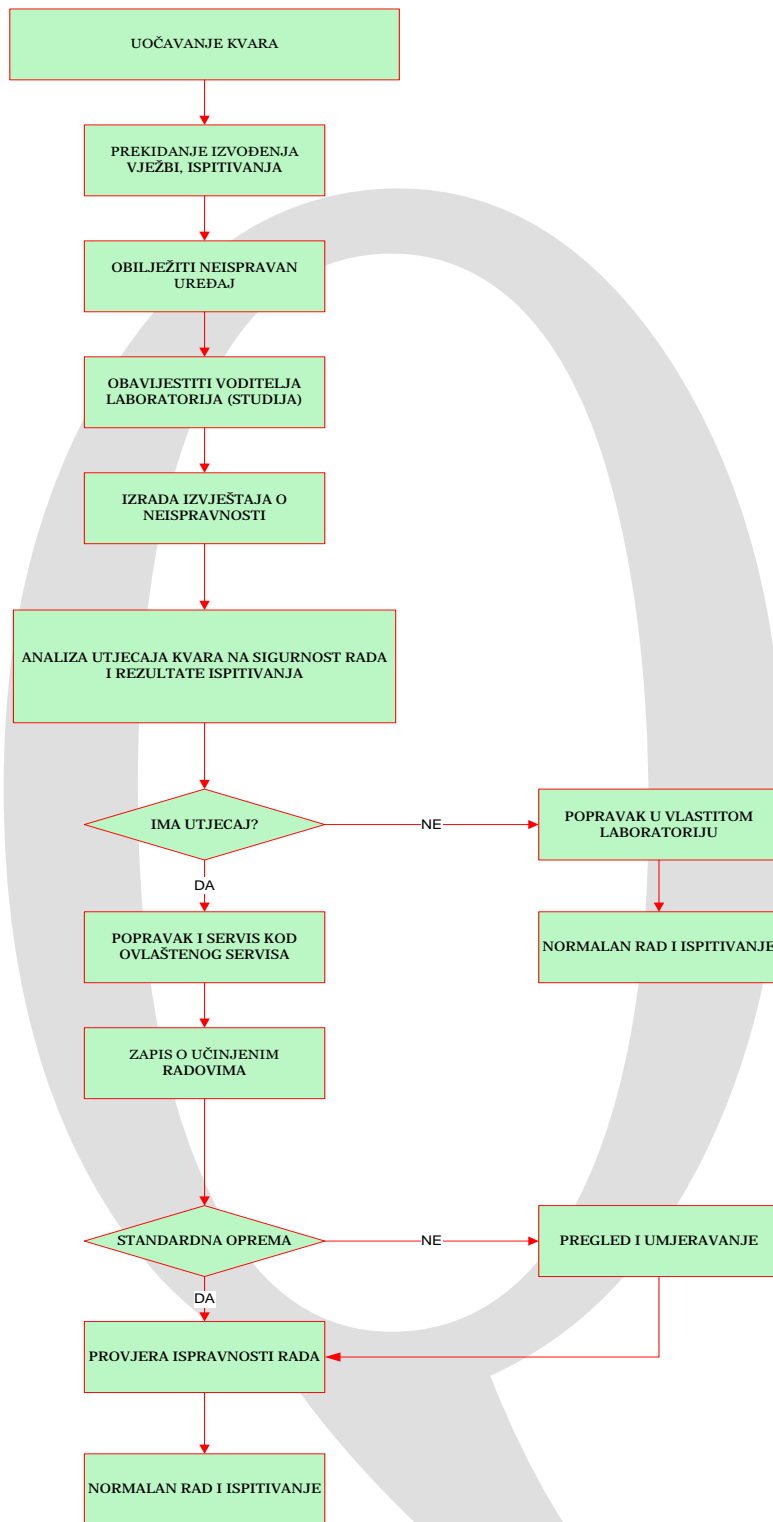 UOČAVANJE KVARA
PREKIDANJE IZVOĐENJA
VJEŽBI, ISPITIVANJA
OBILJEŽITI NEISPRAVAN
UREĐAJ
OBAVIJESTITI VODITELJA
LABORATORIJA (STUDIJA)
IZRADA IZVJEŠTAJA O
NEISPRAVNOSTI
ANALIZA UTJECAJA KVARA NA SIGURNOST RADA
I REZULTATE ISPITIVANJA
IMA UTJECAJ?
NE
POPRAVAK U VLASTITOM
LABORATORIJU
DA
POPRAVAK I SERVIS KOD
OVLAŠTENOG SERVISA
NORMALAN RAD I ISPITIVANJE
ZAPIS O UČINJENIM
RADOVIMA
STANDARDNA OPREMA
NE
PREGLED I UMJERAVANJE
DA
PROVJERA ISPRAVNOSTI RADA
NORMALAN RAD I ISPITIVANJE